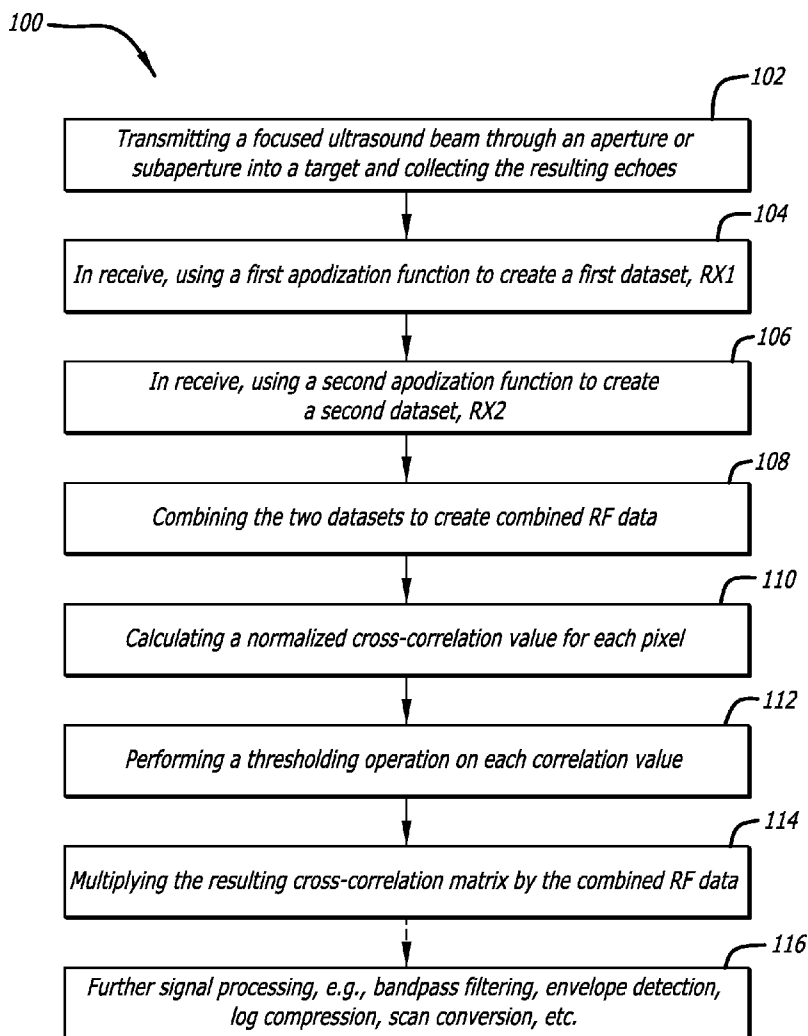 100
102
Transmitting a focused ultrasound beam through an aperture or
subaperture into a target and collecting the resulting echoes
104
In receive, using a first apodization function to create a first dataset, RX1
106
In receive, using a second apodization function to create
a second dataset, RX2
108
Combining the two datasets to create combined RF data
110
Calculating a normalized cross-correlation value for each pixel
112
Performing a thresholding operation on each correlation value
114
Multiplying the resulting cross-correlation matrix by the combined RF data
116
Further signal processing, e.g., bandpass filtering, envelope detection,
log compression, scan conversion, etc.